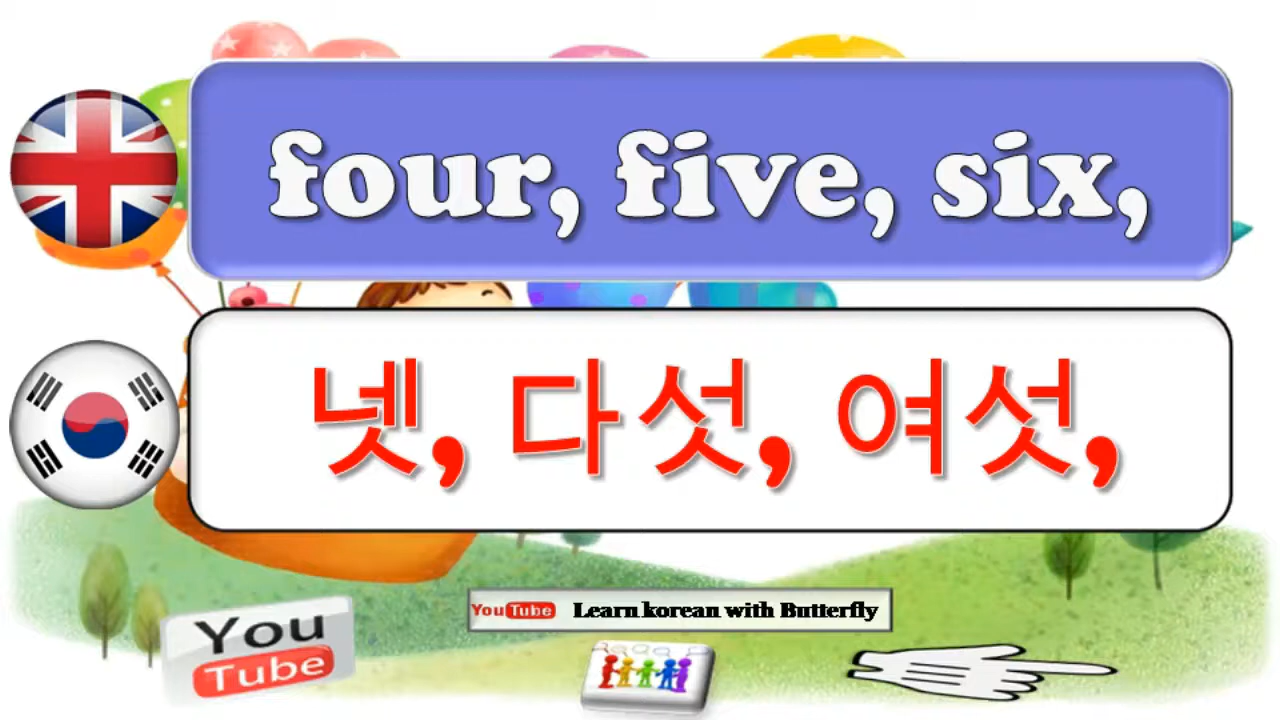 four, five, six,
넷, 다섯, 여섯,
YouTube Learn korean with Butterfly
You
Tube